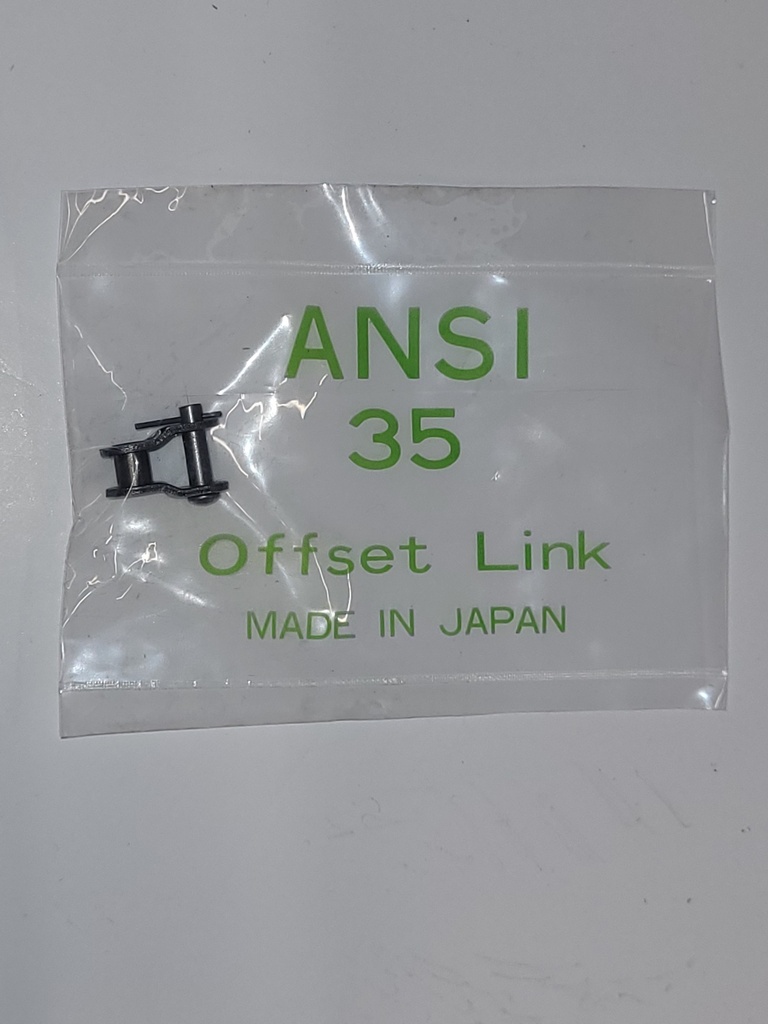 ANSI
35
Offset Link
MADE IN JAPAN